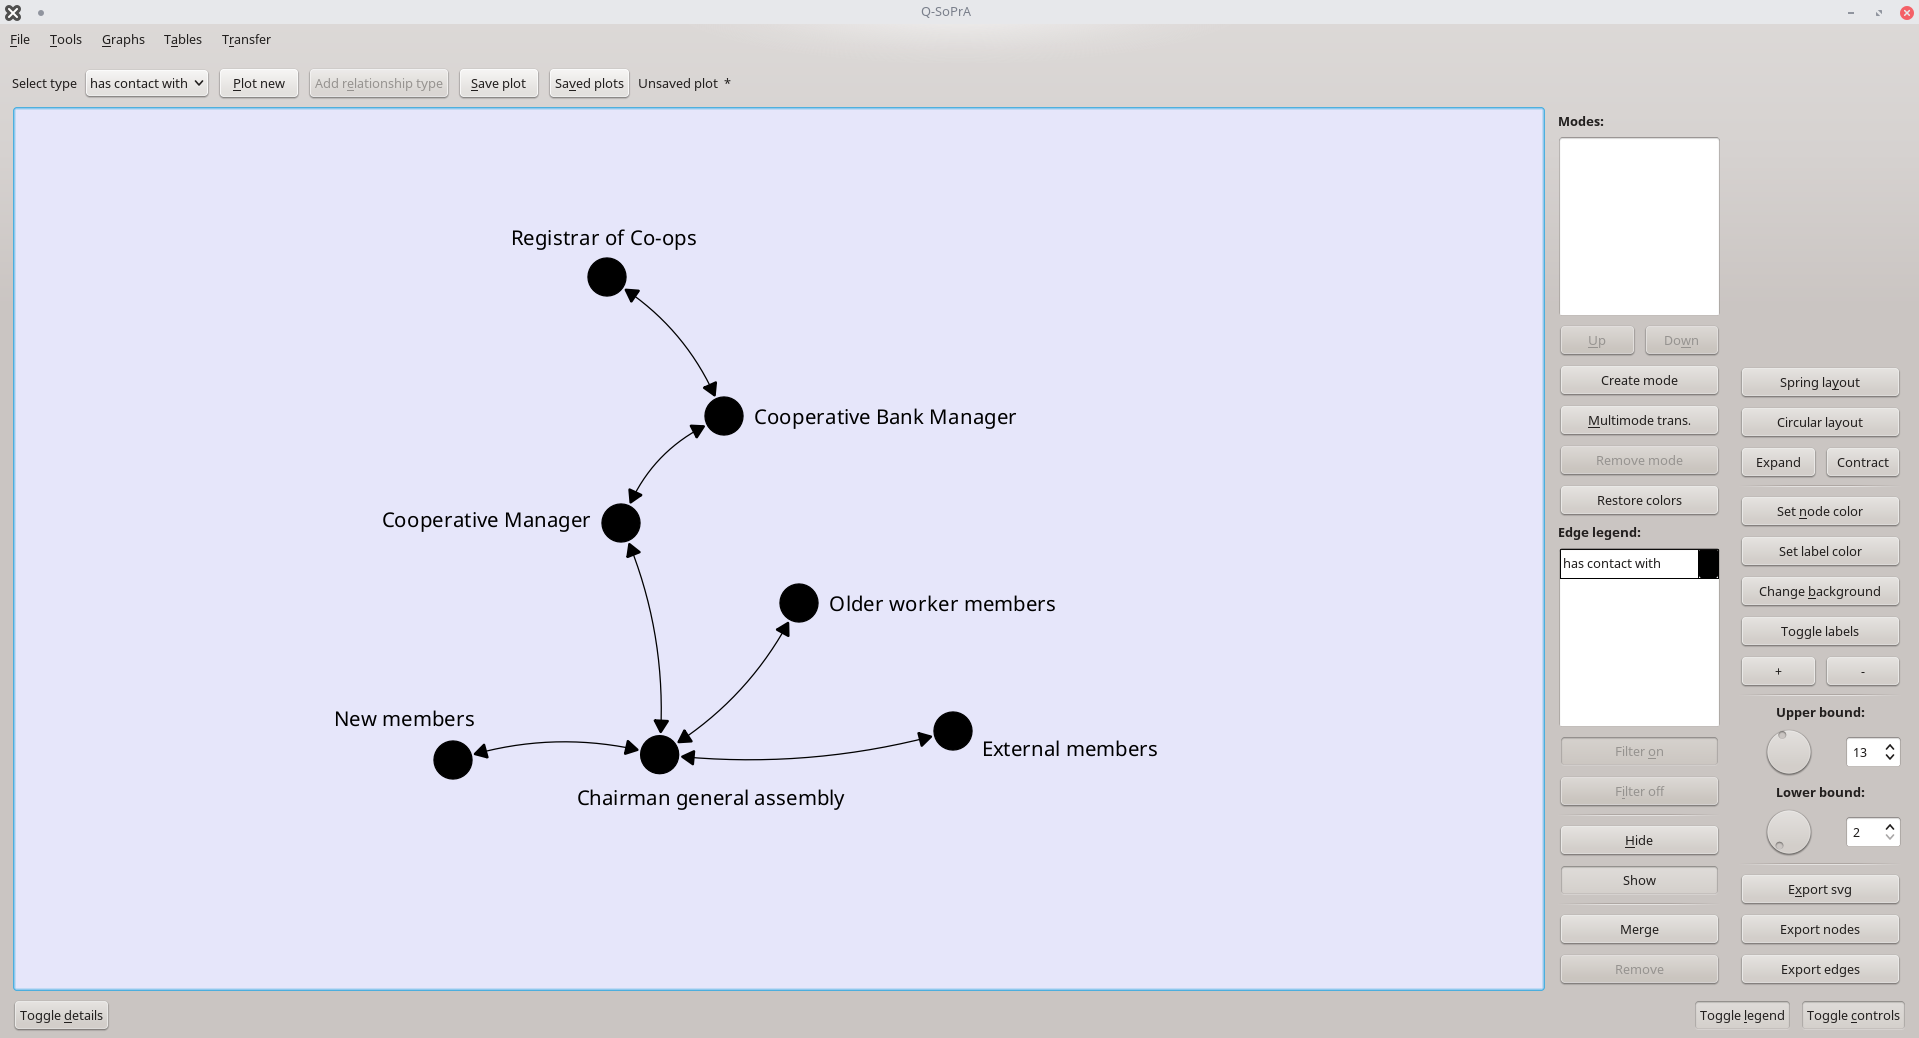 Q-SoPrA
File Tools Graphs Tables Transfer
Select type has contact with Plot new Add relationship type Save plot Saved plots Unsaved plot *
Modes:
Registrar of Co-ops
Up Down
Create mode Spring layout
Cooperative Bank Manager
Multimode trans. Circular layout
Remove mode Expand Contract
Restore colors
Cooperative Manager
Set node color
Edge legend:
Set label color
has contact with
Change background
Older worker members
Toggle labels
+ -
New members
Upper bound:
External members
Filter on 13
Filter off Lower bound:
Chairman general assembly
2
Hide
Show
Export svg
Merge Export nodes
Remove Export edges
Toggle details Toggle legend Toggle controls